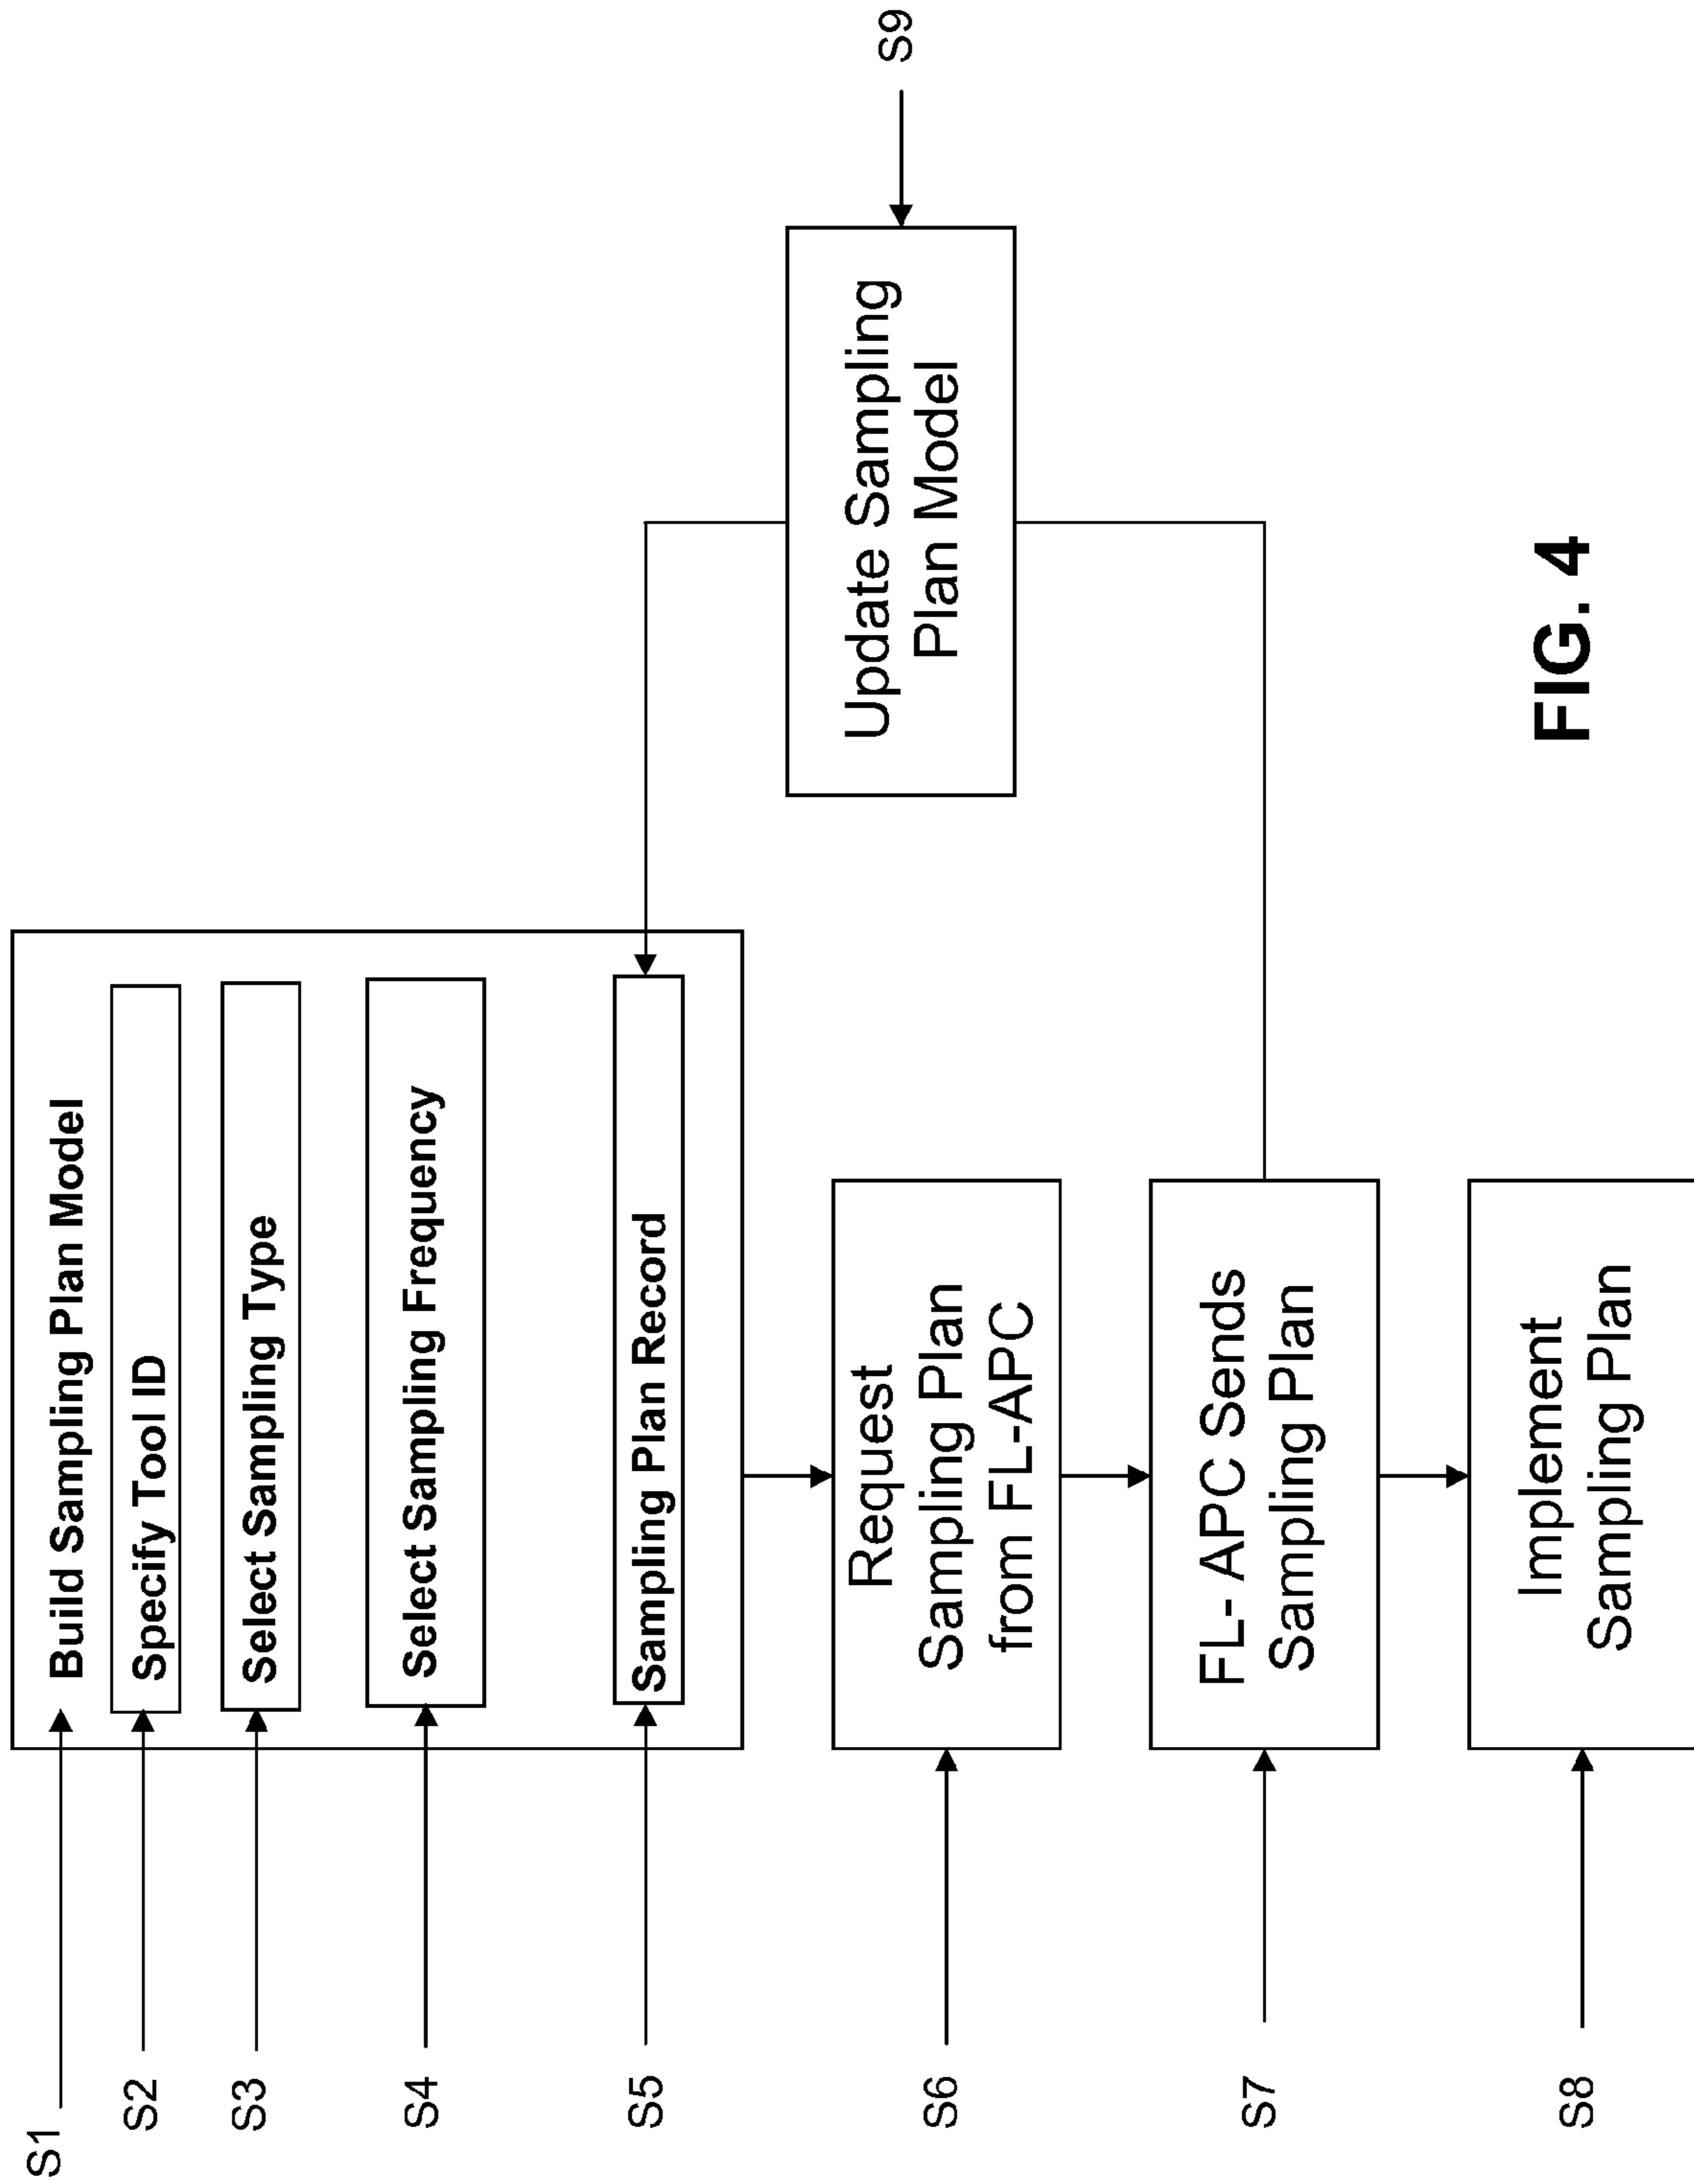 S1
Build Sampling Plan Model
S2
Specify Tool ID
S3
Select Sampling Type
S4
Select Sampling Frequency
S5
Sampling Plan Record
S6
Request
Sampling Plan
from FL-APC
S7
FL- APC Sends
Sampling Plan
S8
Implement
Sampling Plan
Update Sampling
Plan Model
S9
FIG. 4